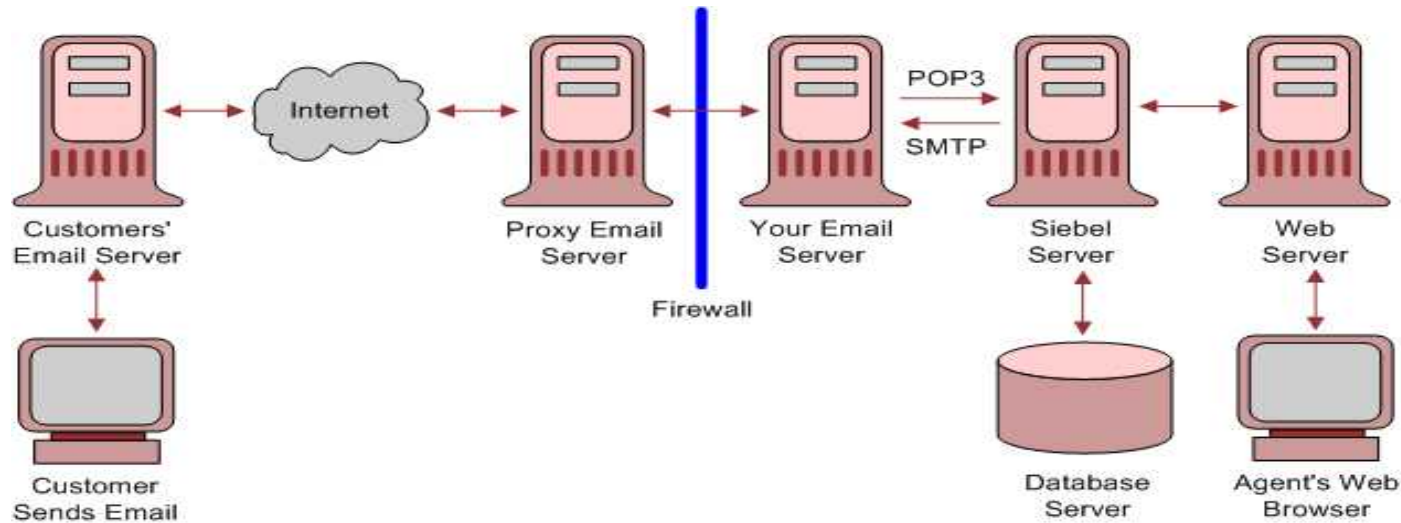 Internet
POP3
SMTP
Customers'
Email Server
Proxy Email
Server
Your Email
Server
Siebel
Server
Web
Server
Firewall
Customer
Sends Email
Database
Server
Agent's Web
Browser